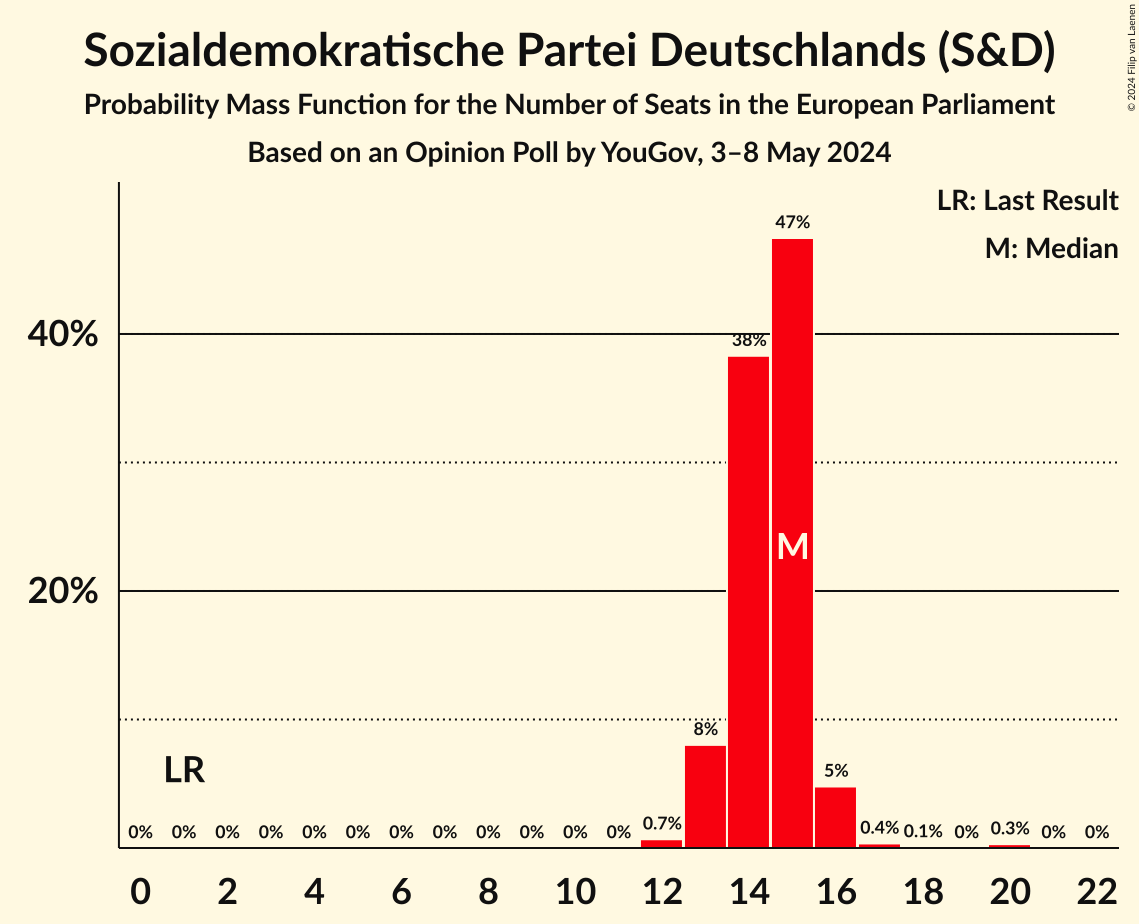 Sozialdemokratische Partei Deutschlands (S&D)
Probability Mass Function for the Number of Seats in the European Parliament
Based on an Opinion Poll by YouGov, 3–8 May 2024
© 2024 Filip van Laenen
LR: Last Result
M: Median
47%
40%
38%
M
20%
8%
LR
5%
0% 0% 0% 0% 0% 0% 0% 0% 0% 0% 0% 0% 0.7% 0.4% 0.1% 0% 0.3% 0% 0%
0 2 4 6 8 10 12 14 16 18 20 22